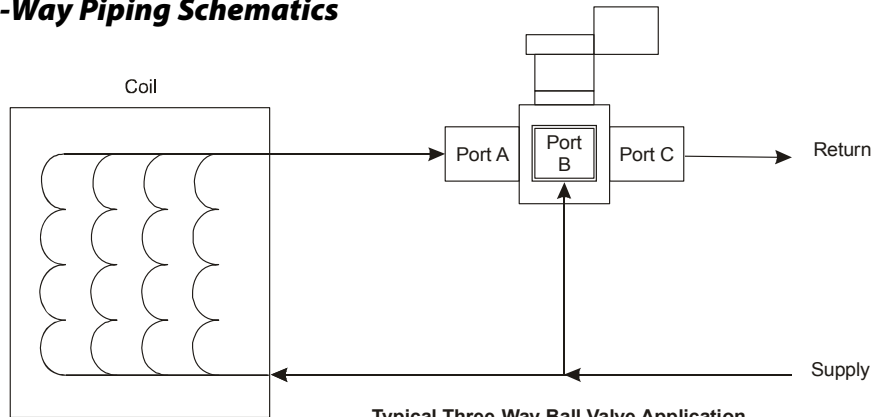 -Way Piping Schematics
Coil
Port A
Port
B
Port C
Return
Supply
Typical Three-Way Ball Valve Application